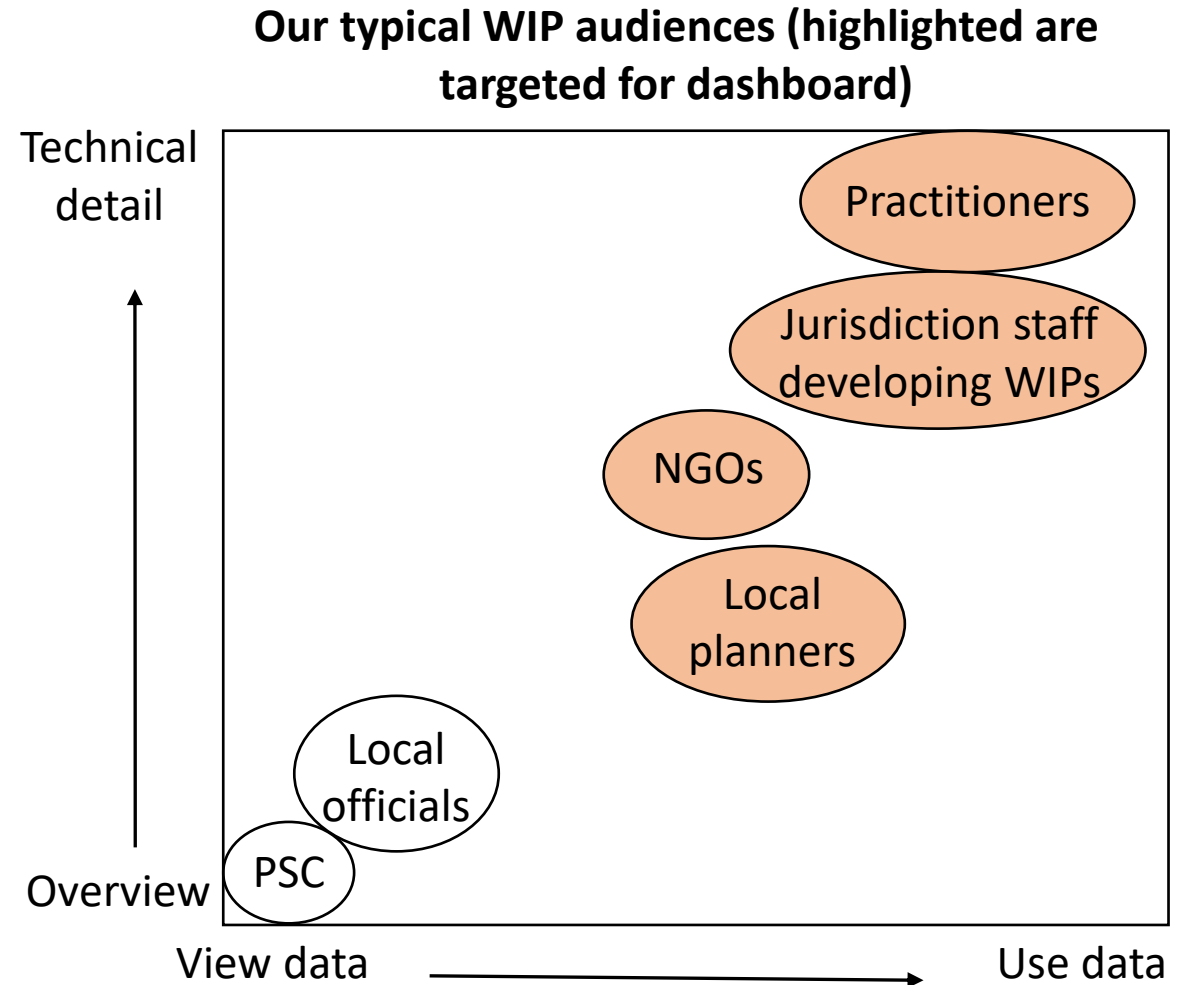 Our typical WIP audiences (highlighted are
targeted for dashboard)
Technical
detail
Practitioners
Jurisdiction staff
developing WIPs
NGOs
Local
planners
Local
officials
PSC
Overview
View data
Use data